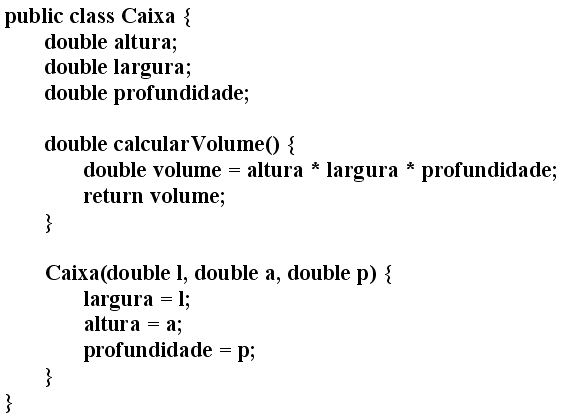 public class Caixa {
double altura;
double largura;
double profundidade;
double calcularVolume() {
double volume = altura * largura * profundidade;
return volume;
}
Caixa(double l, double a, double p) {
largura = l;
altura = a;
profundidade = p;
}
}